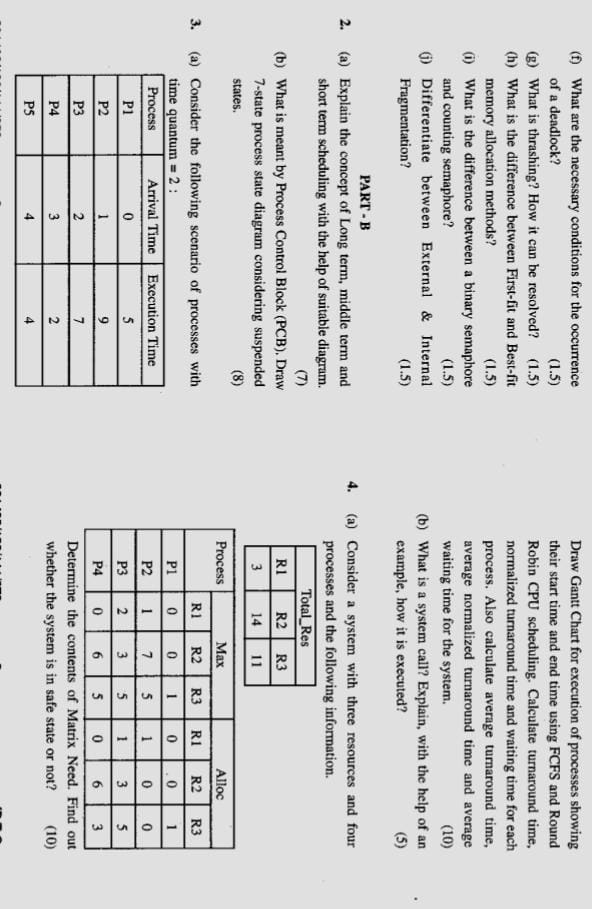 (f) What are the necessary conditions for the occurrence
of a deadlock? (1.5)
(g) What is thrashing? How it can be resolved? (1.5)
(h) What is the difference between First-fit and Best-fit
memory allocation methods? (1.5)
(i) What is the difference between a binary semaphore
and counting semaphore? (1.5)
(j) Differentiate between External & Internal
Fragmentation? (1.5)
PART - B
2. (a) Explain the concept of Long term, middle term and
short term scheduling with the help of suitable diagram.
(7)
(b) What is meant by Process Control Block (PCB). Draw
7-state process state diagram considering suspended
states. (8)
3. (a) Consider the following scenario of processes with
time quantum = 2 :
Process Arrival Time Execution Time
P1 0 5
P2 1 9
P3 2 7
P4 3 2
P5 4 4
Draw Gantt Chart for execution of processes showing
their start time and end time using FCFS and Round
Robin CPU scheduling. Calculate turnaround time,
normalized turnaround time and waiting time for each
process. Also calculate average turnaround time,
average normalized turnaround time and average
waiting time for the system. (10)
(b) What is a system call? Explain, with the help of an
example, how it is executed? (5)
4. (a) Consider a system with three resources and four
processes and the following information.
Total_Res
R1 R2 R3
3 14 11
Process Max Alloc
R1 R2 R3 R1 R2 R3
P1 0 0 1 0 0 1
P2 1 7 5 1 0 0
P3 2 3 5 1 3 5
P4 0 6 5 0 6 3
Determine the contents of Matrix Need. Find out
whether the system is in safe state or not? (10)